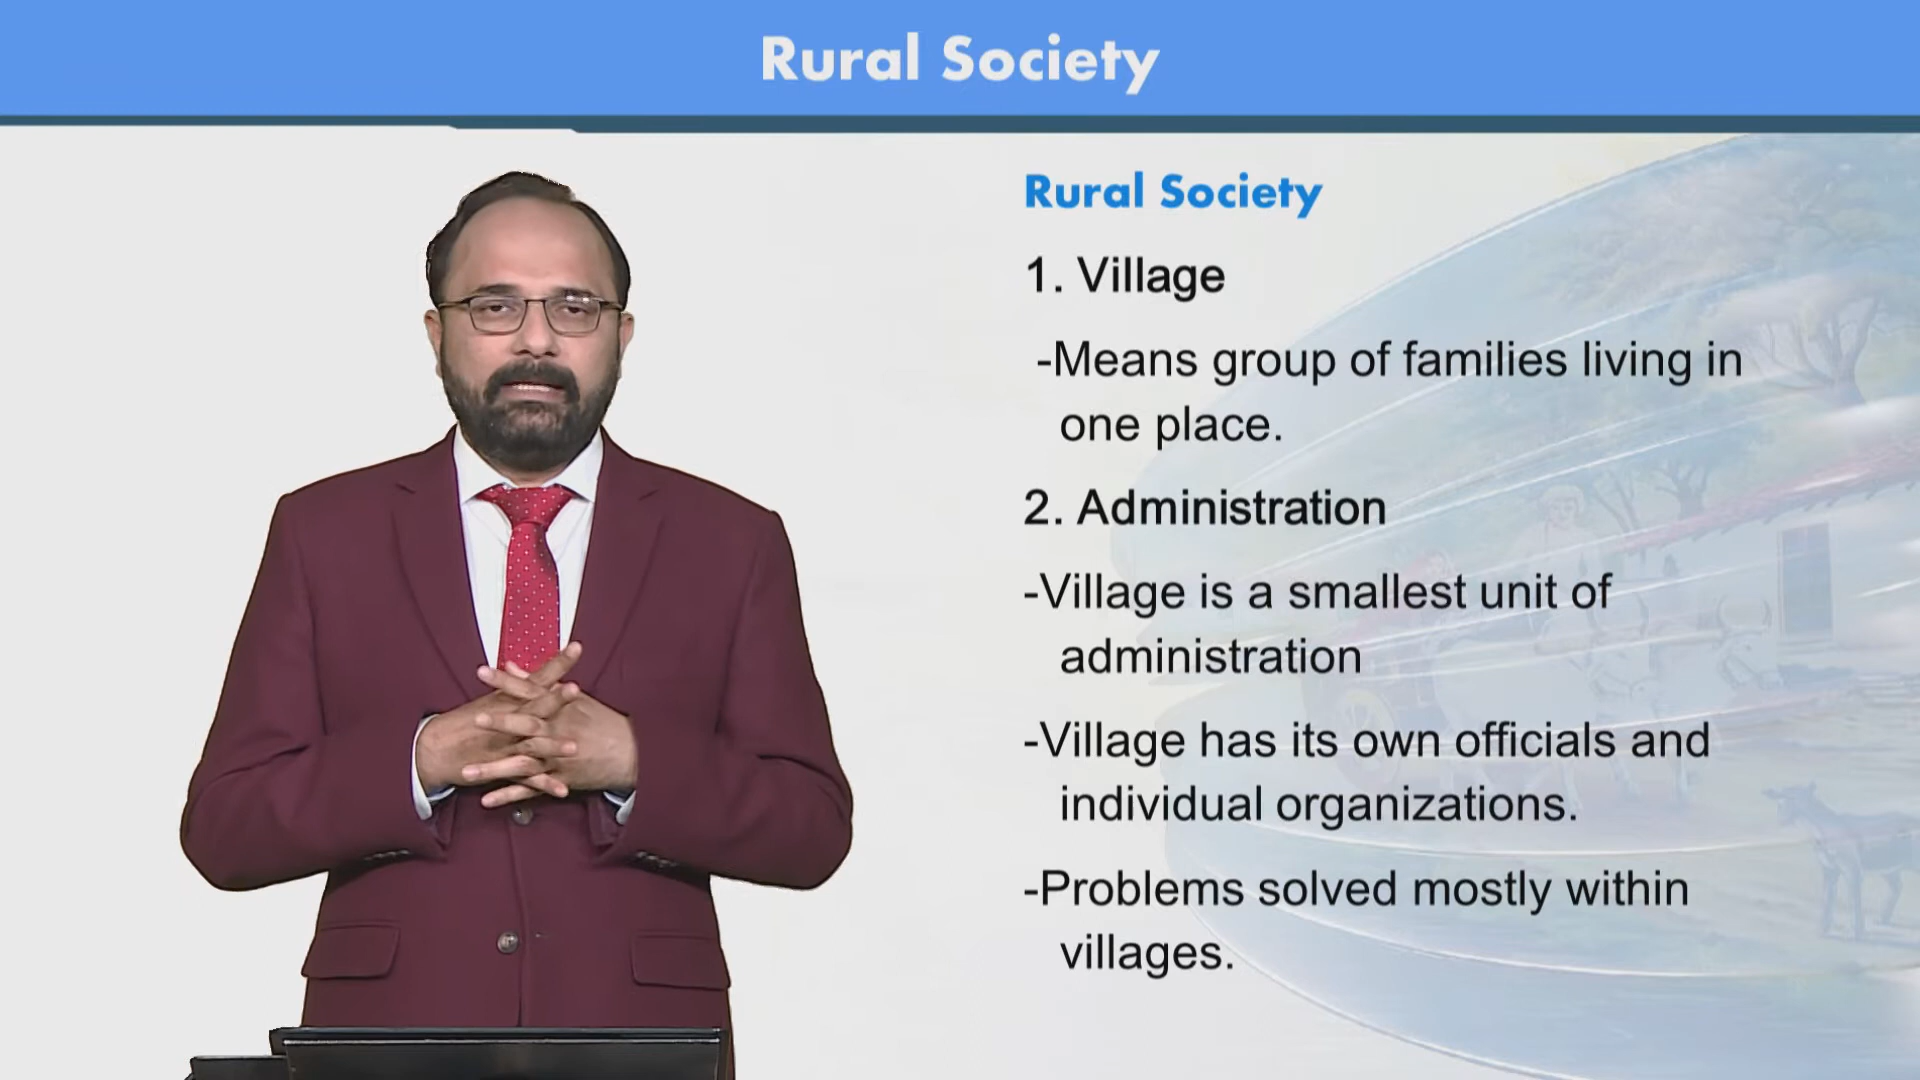 Rural Society
Rural Society
1. Village
-Means group of families living in
one place.
2. Administration
-Village is a smallest unit of
administration
-Village has its own officials and
individual organizations.
-Problems solved mostly within
villages.